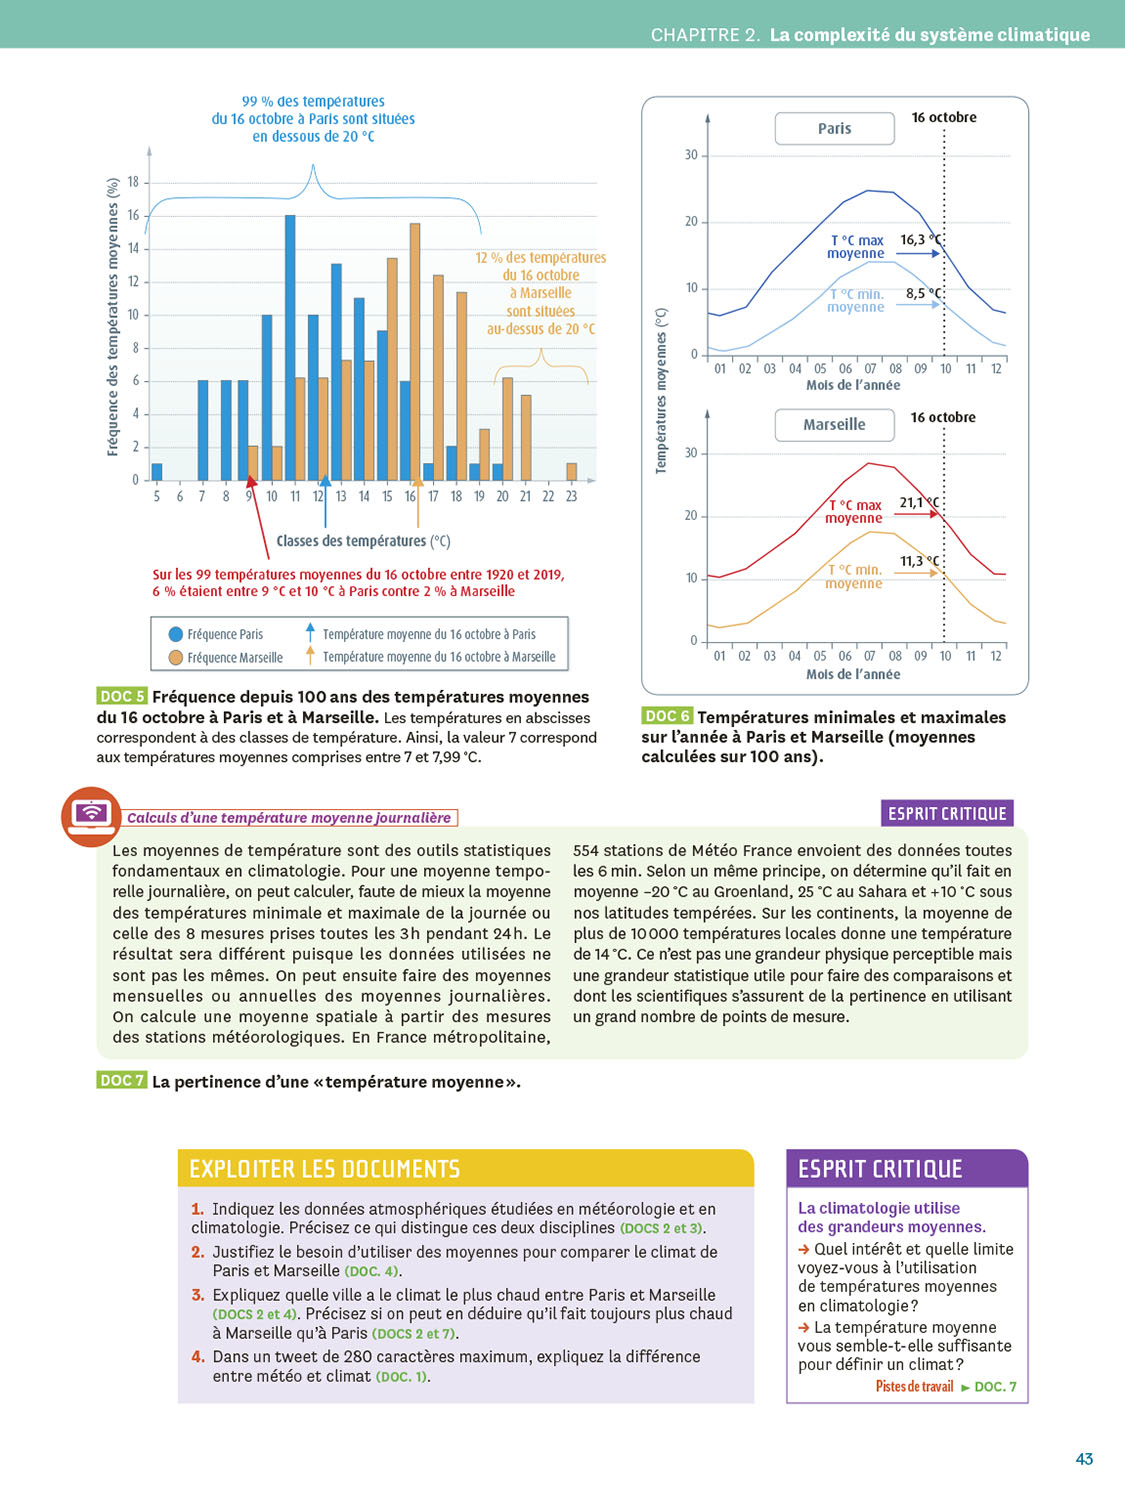 CHAPITRE 2. La complexité du système climatique
99 % des températures
du 16 octobre à Paris sont situées
en dessous de 20 °C
Fréquence des températures moyennes (%)
18
16
14
12
10
8
6
4
2
0
12 % des températures
du 16 octobre
à Marseille
sont situées
au-dessus de 20 °C
5 6 7 8 9 10 11 12 13 14 15 16 17 18 19 20 21 22 23
Classes des températures (°C)
Sur les 99 températures moyennes du 16 octobre entre 1920 et 2019,
6 % étaient entre 9 °C et 10 °C à Paris contre 2 % à Marseille
Fréquence Paris
Température moyenne du 16 octobre à Paris
Fréquence Marseille
Température moyenne du 16 octobre à Marseille
DOC 5 Fréquence depuis 100 ans des températures moyennes
du 16 octobre à Paris et à Marseille. Les températures en abscisses
correspondent à des classes de température. Ainsi, la valeur 7 correspond
aux températures moyennes comprises entre 7 et 7,99 °C.
Températures moyennes (°C)
Paris
16 octobre
30
20
10
0
T °C max
moyenne
16,3 °C
T °C min.
moyenne
8,5 °C
01 02 03 04 05 06 07 08 09 10 11 12
Mois de l'année
Marseille
16 octobre
30
20
10
0
T °C max
moyenne
21,1 °C
T °C min.
moyenne
11,3 °C
01 02 03 04 05 06 07 08 09 10 11 12
Mois de l'année
DOC 6 Températures minimales et maximales
sur l'année à Paris et Marseille (moyennes
calculées sur 100 ans).
Calculs d'une température moyenne journalière
ESPRIT CRITIQUE
Les moyennes de température sont des outils statistiques
fondamentaux en climatologie. Pour une moyenne tempo-
relle journalière, on peut calculer, faute de mieux la moyenne
des températures minimale et maximale de la journée ou
celle des 8 mesures prises toutes les 3 h pendant 24 h. Le
résultat sera différent puisque les données utilisées ne
sont pas les mêmes. On peut ensuite faire des moyennes
mensuelles ou annuelles des moyennes journalières.
On calcule une moyenne spatiale à partir des mesures
des stations météorologiques. En France métropolitaine,
554 stations de Météo France envoient des données toutes
les 6 min. Selon un même principe, on détermine qu'il fait en
moyenne –20 °C au Groenland, 25 °C au Sahara et +10 °C sous
nos latitudes tempérées. Sur les continents, la moyenne de
plus de 10 000 températures locales donne une température
de 14 °C. Ce n'est pas une grandeur physique perceptible mais
une grandeur statistique utile pour faire des comparaisons et
dont les scientifiques s'assurent de la pertinence en utilisant
un grand nombre de points de mesure.
DOC 7 La pertinence d'une « température moyenne ».
EXPLOITER LES DOCUMENTS
1. Indiquez les données atmosphériques étudiées en météorologie et en
climatologie. Précisez ce qui distingue ces deux disciplines (DOCS 2 et 3).
2. Justifiez le besoin d'utiliser des moyennes pour comparer le climat de
Paris et Marseille (DOC. 4).
3. Expliquez quelle ville a le climat le plus chaud entre Paris et Marseille
(DOCS 2 et 4). Précisez si on peut en déduire qu'il fait toujours plus chaud
à Marseille qu'à Paris (DOCS 2 et 7).
4. Dans un tweet de 280 caractères maximum, expliquez la différence
entre météo et climat (DOC. 1).
ESPRIT CRITIQUE
La climatologie utilise
des grandeurs moyennes.
→ Quel intérêt et quelle limite
voyez-vous à l'utilisation
de températures moyennes
en climatologie ?
→ La température moyenne
vous semble-t-elle suffisante
pour définir un climat ?
Pistes de travail ► DOC. 7
43